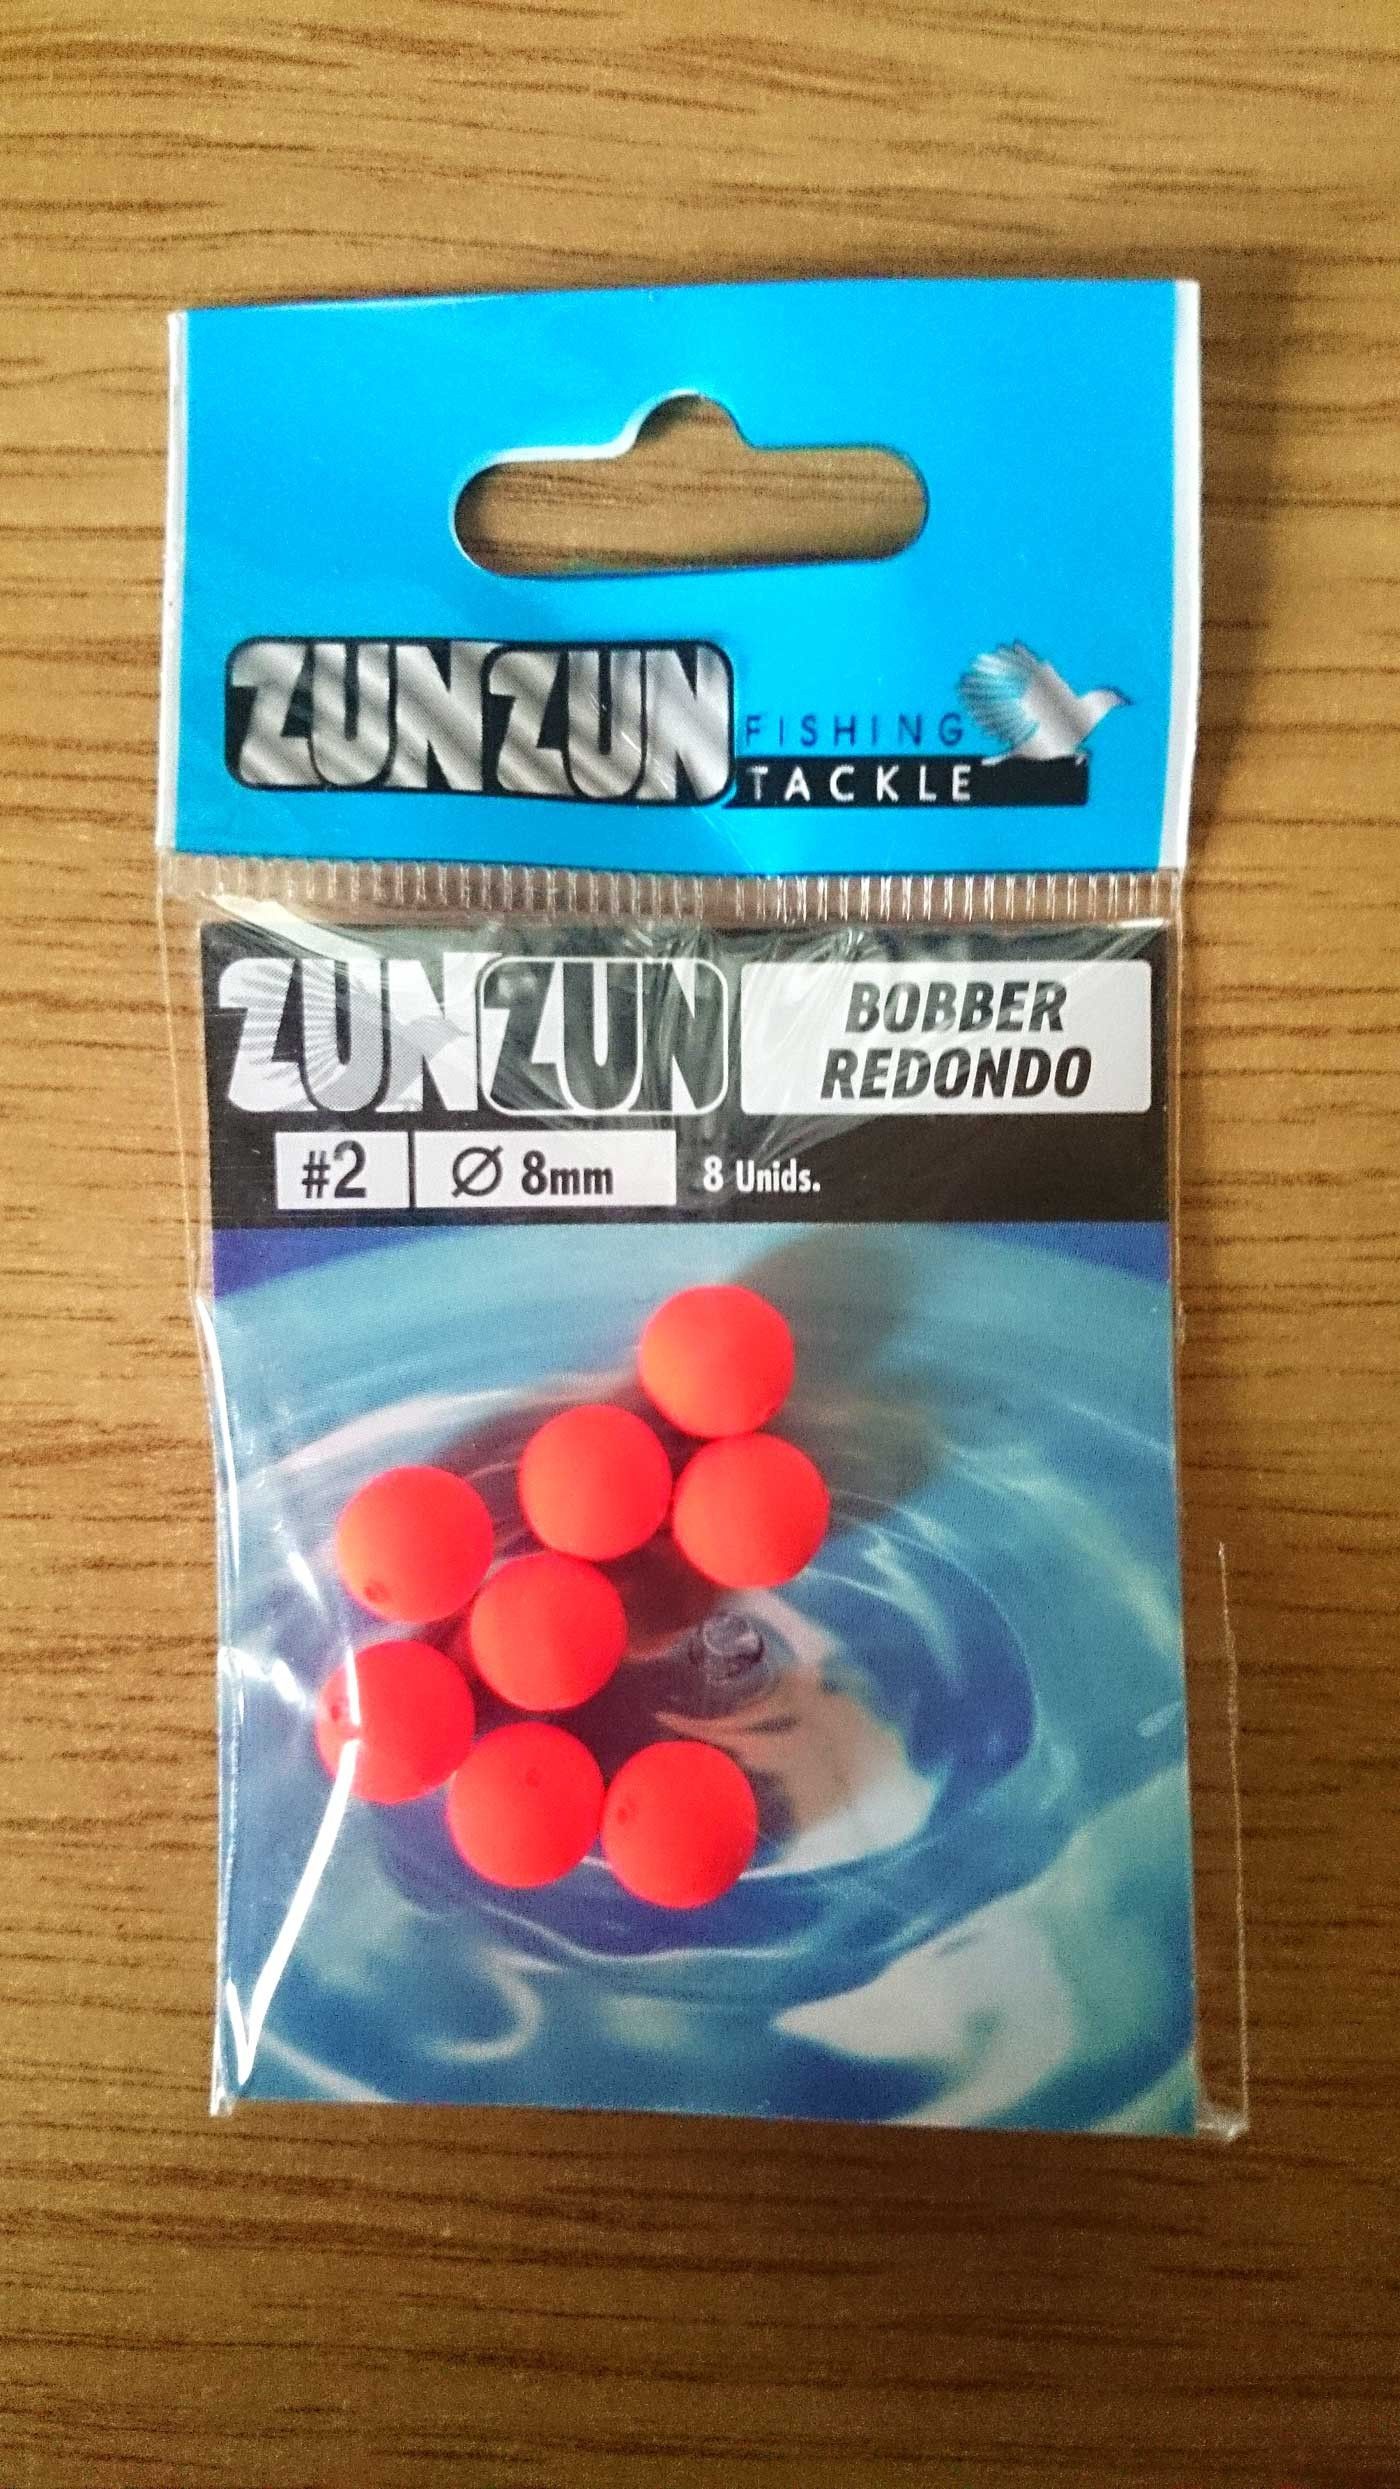 ZUNZUN
FISHING
TACKLE
ZUNZUN
BOBBER
REDONDO
#2 Ø 8mm 8 Unids.